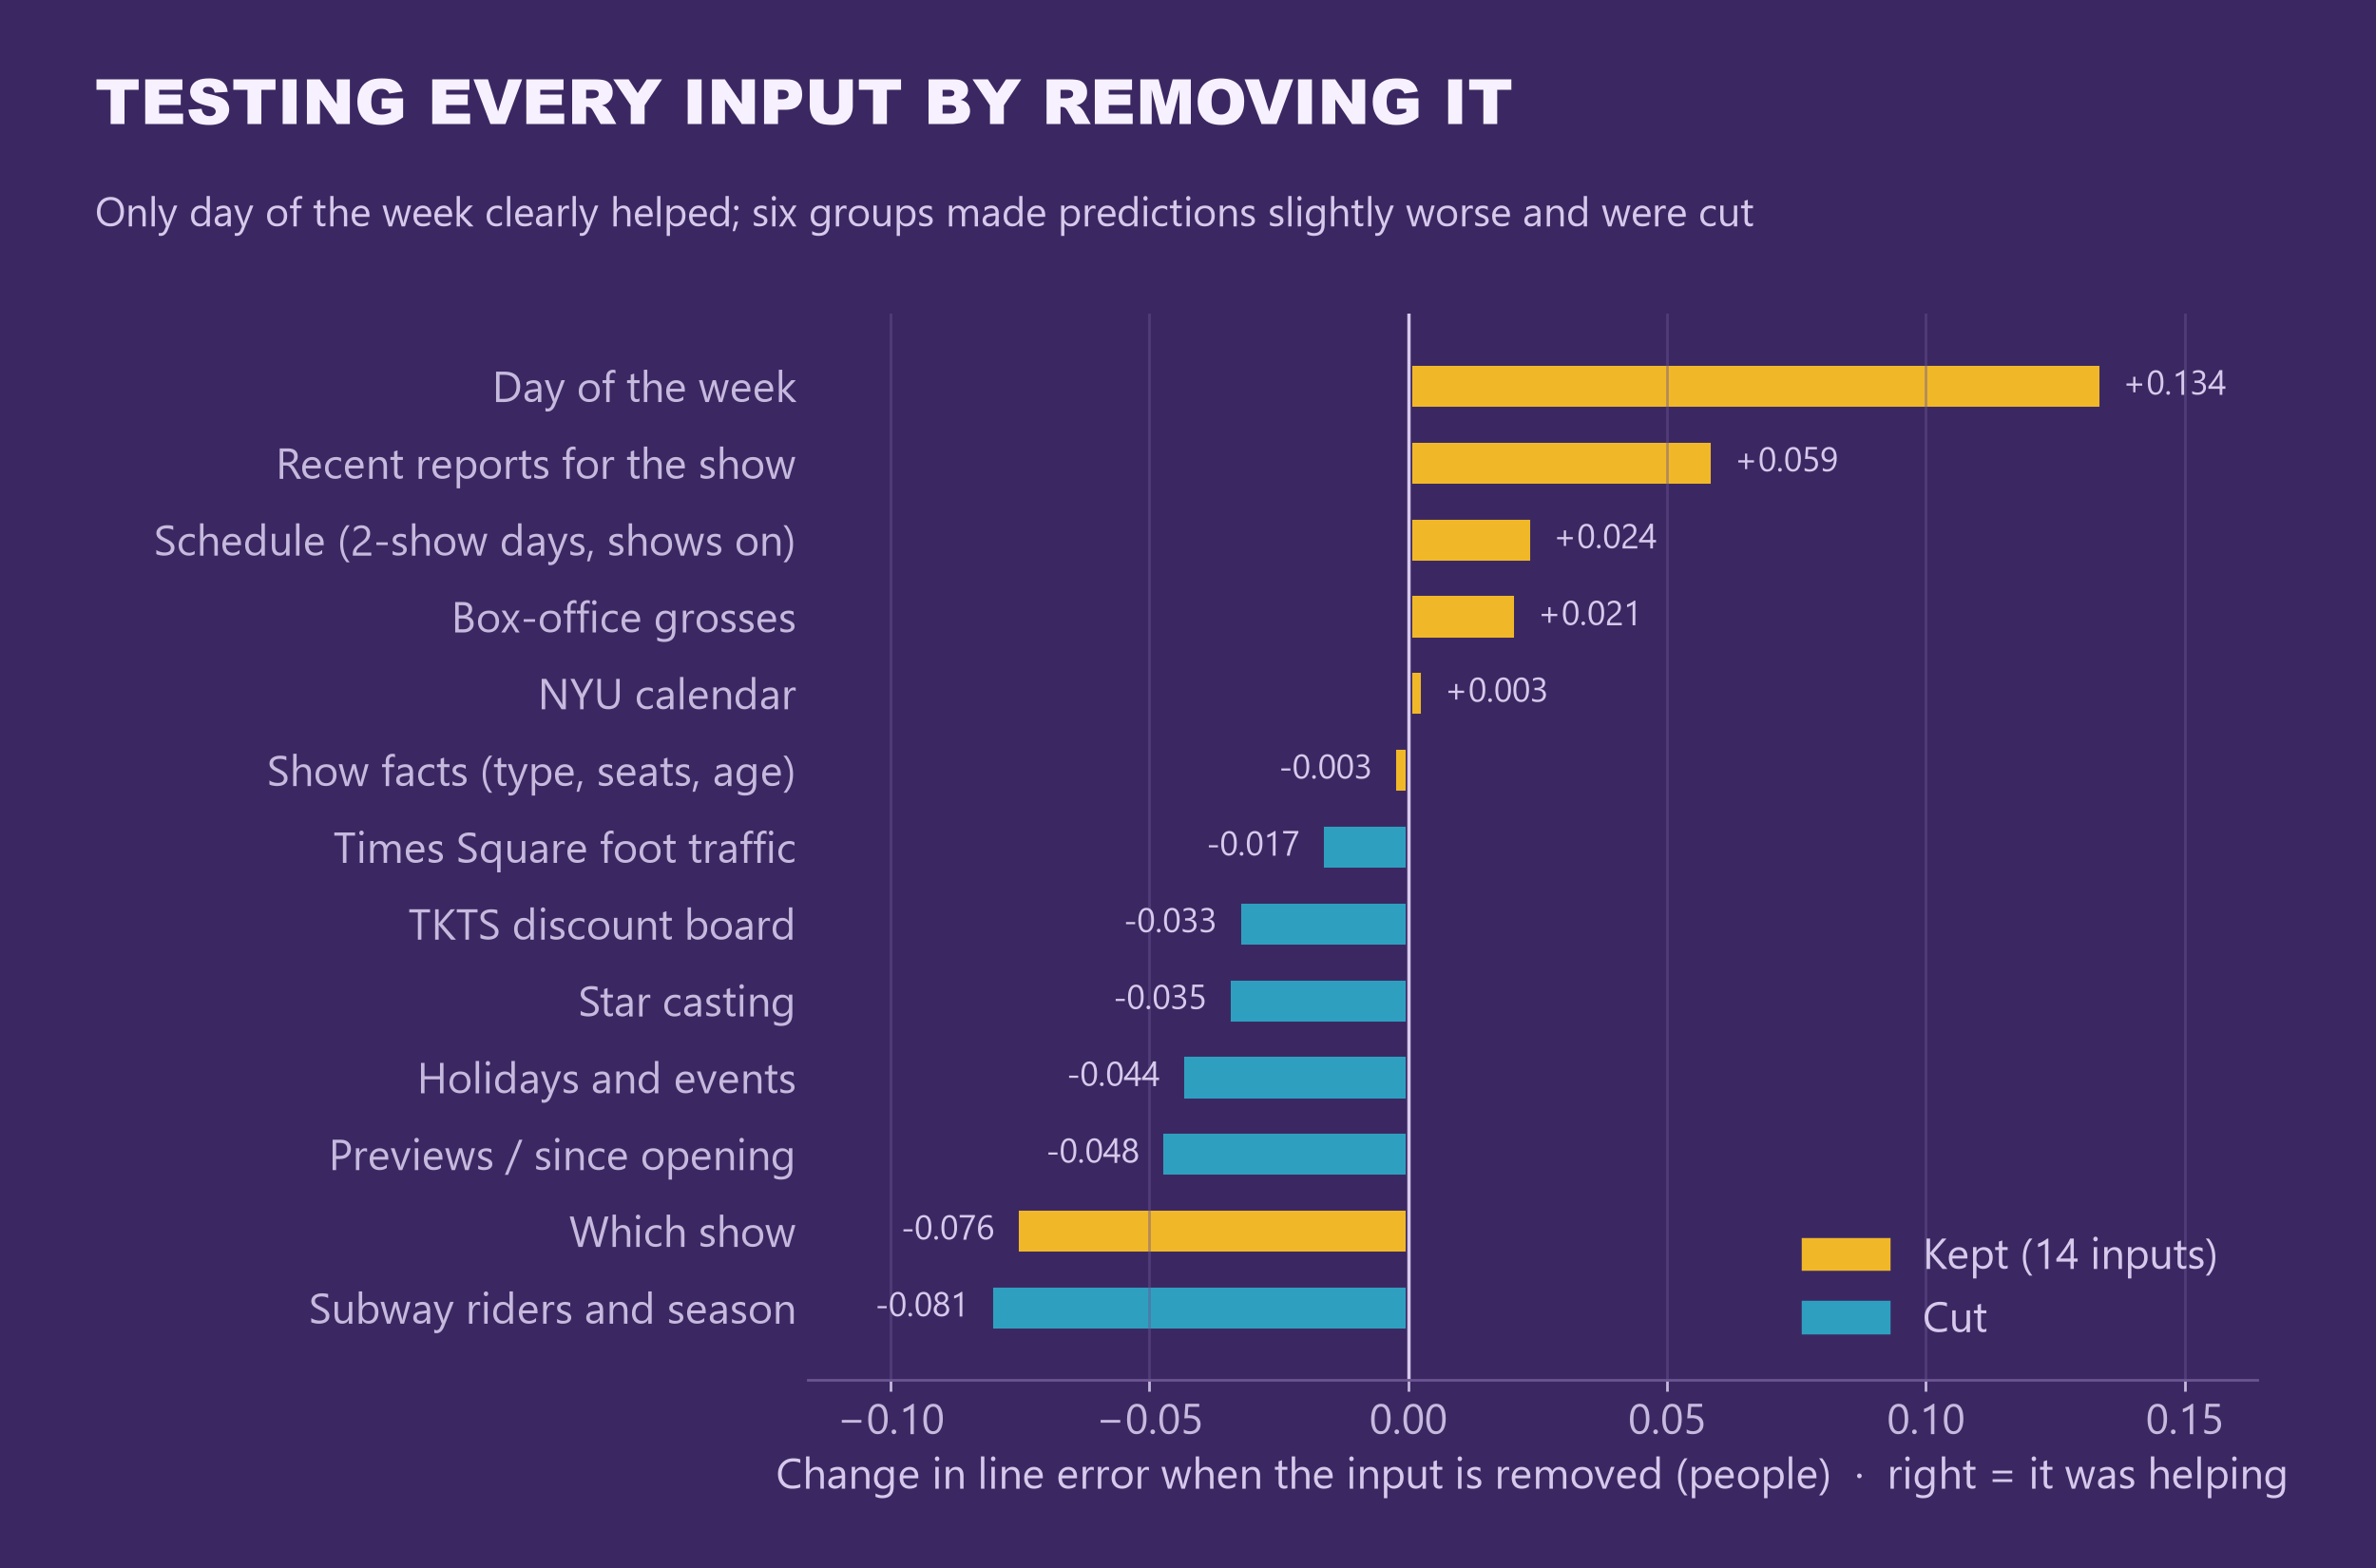 TESTING EVERY INPUT BY REMOVING IT
Only day of the week clearly helped; six groups made predictions slightly worse and were cut
Day of the week +0.134
Recent reports for the show +0.059
Schedule (2-show days, shows on) +0.024
Box-office grosses +0.021
NYU calendar +0.003
Show facts (type, seats, age) -0.003
Times Square foot traffic -0.017
TKTS discount board -0.033
Star casting -0.035
Holidays and events -0.044
Previews / since opening -0.048
Which show -0.076
Subway riders and season -0.081
Kept (14 inputs)
Cut
−0.10 −0.05 0.00 0.05 0.10 0.15
Change in line error when the input is removed (people) · right = it was helping